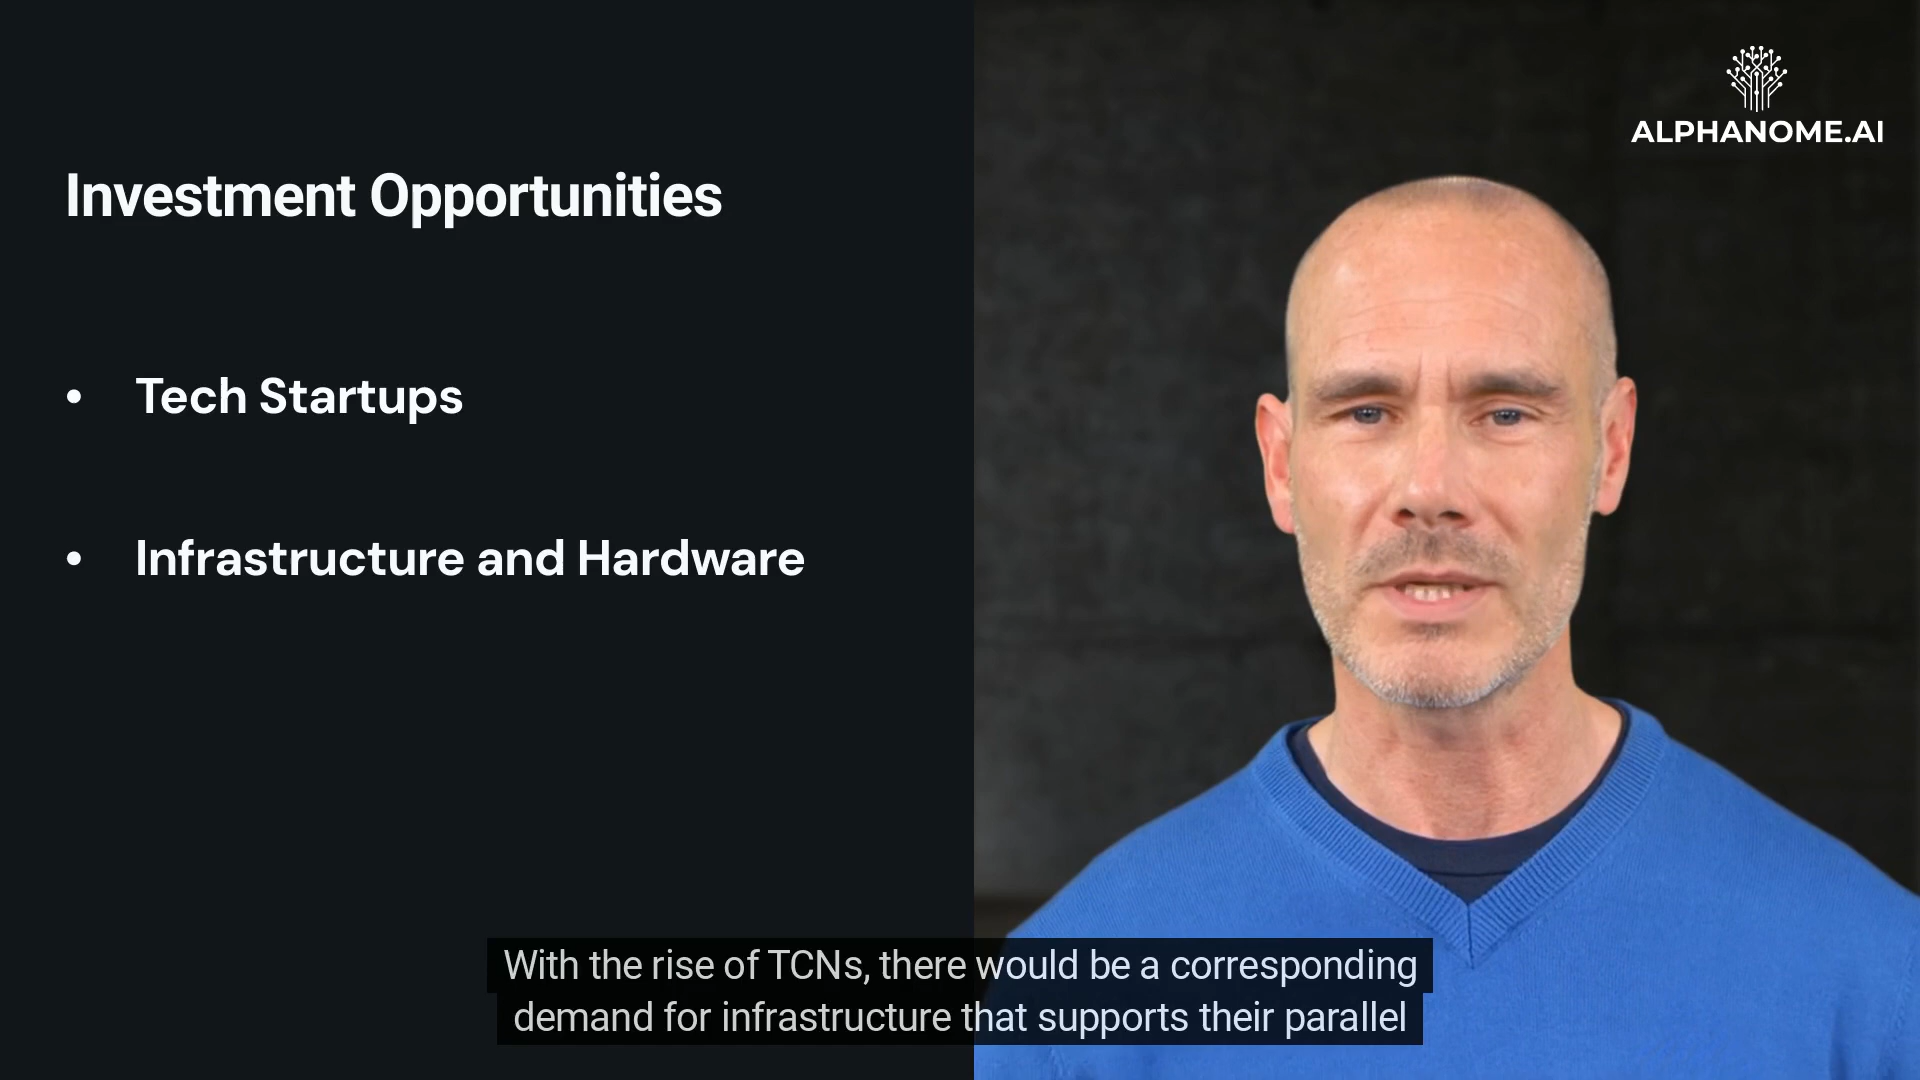 ALPHANOME.AI
Investment Opportunities
• Tech Startups
• Infrastructure and Hardware
With the rise of TCNs, there would be a corresponding
demand for infrastructure that supports their parallel